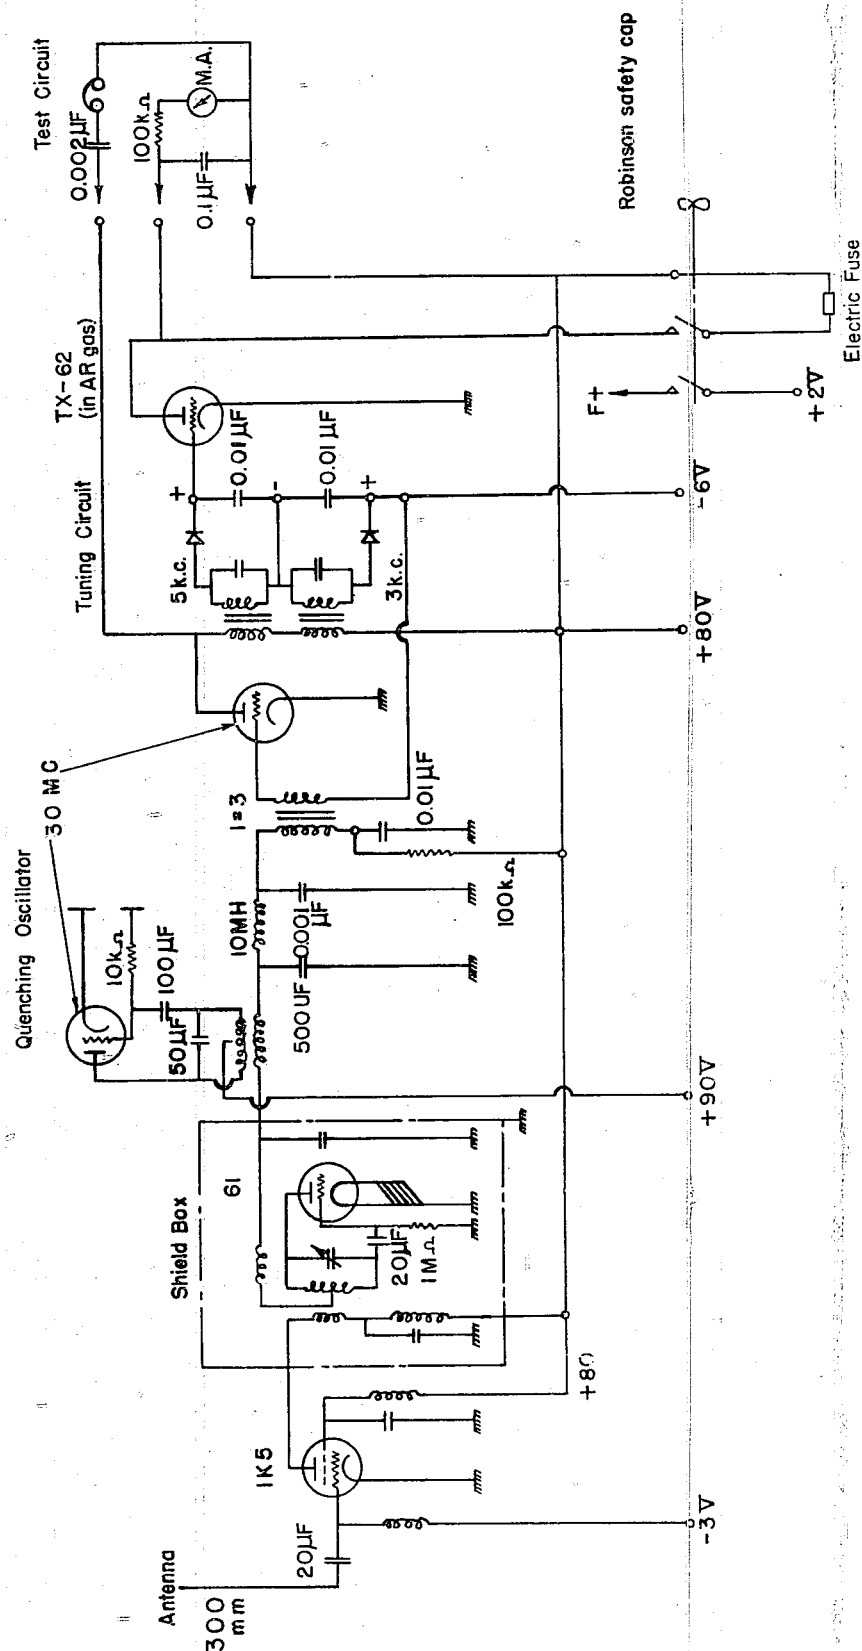 Antenna
300
mm
20µF
-3V
1K5
+80
Shield Box
61
20µF
1MΩ
+90V
Quenching Oscillator
30 MC
10kΩ
100µF
50µF
10MH
500UF
0.001
µF
1=3
0.01µF
100kΩ
Tuning Circuit
5k.c.
3k.c.
+
-
+
0.01µF
0.01µF
+80V
-6V
TX-62
(in AR gas)
Test Circuit
0.002µF
100kΩ
M.A.
0.1µF
F+
+2V
Robinson safety cap
Electric Fuse